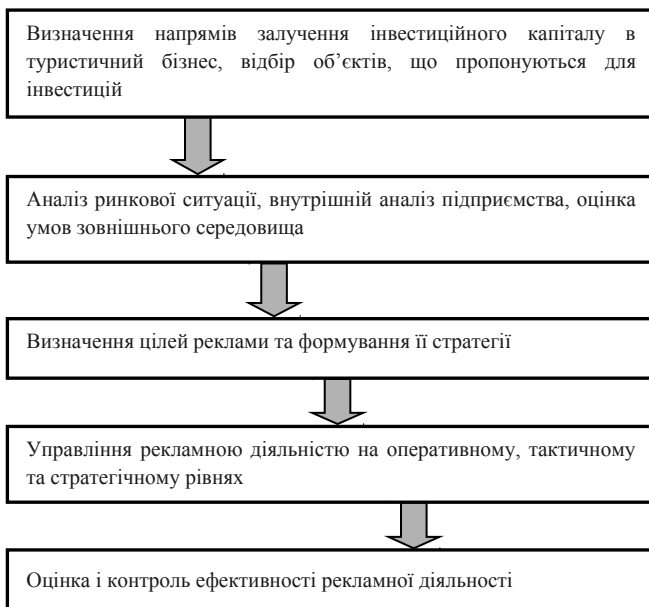 Визначення напрямів залучення інвестиційного капіталу в
туристичний бізнес, відбір об’єктів, що пропонуються для
інвестицій
Аналіз ринкової ситуації, внутрішній аналіз підприємства, оцінка
умов зовнішнього середовища
Визначення цілей реклами та формування її стратегії
Управління рекламною діяльністю на оперативному, тактичному
та стратегічному рівнях
Оцінка і контроль ефективності рекламної діяльності